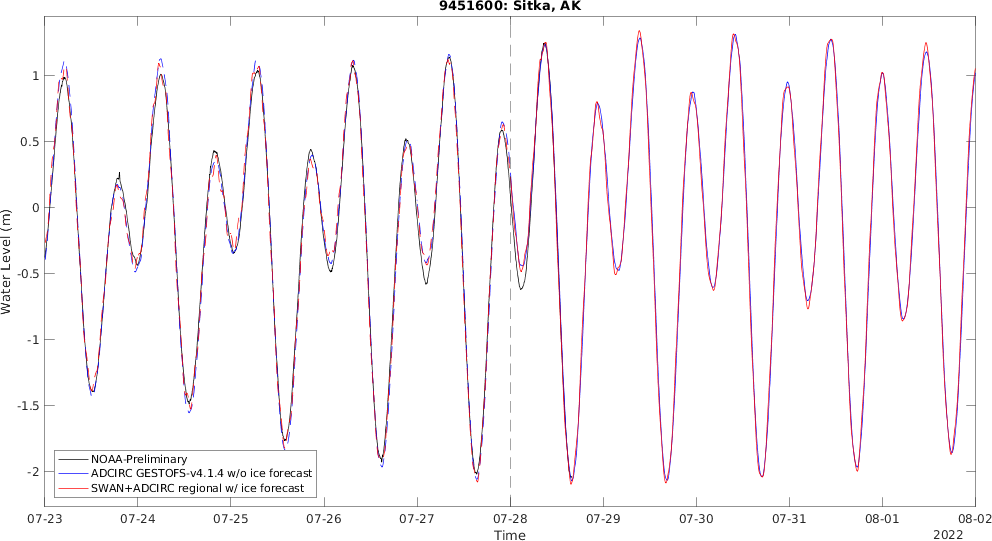 9451600: Sitka, AK
Water Level (m)
1
0.5
0
-0.5
-1
-1.5
-2
NOAA-Preliminary
ADCIRC GESTOFS-v4.1.4 w/o ice forecast
SWAN+ADCIRC regional w/ ice forecast
07-23 07-24 07-25 07-26 07-27 07-28 07-29 07-30 07-31 08-01 08-02
Time
2022